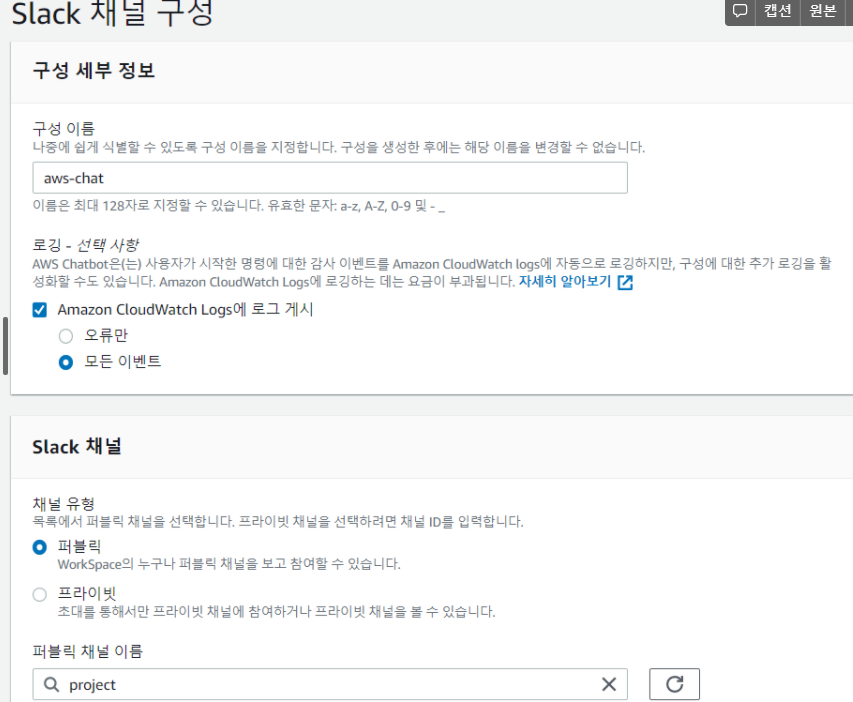 Slack 채널 구성
캡션
원본
구성 세부 정보
구성 이름
나중에 쉽게 식별할 수 있도록 구성 이름을 지정합니다. 구성을 생성한 후에는 해당 이름을 변경할 수 없습니다.
aws-chat
이름은 최대 128자로 지정할 수 있습니다. 유효한 문자: a-z, A-Z, 0-9 및 - _
로깅 - 선택 사항
AWS Chatbot은(는) 사용자가 시작한 명령에 대한 감사 이벤트를 Amazon CloudWatch logs에 자동으로 로깅하지만, 구성에 대한 추가 로깅을 활
성화할 수도 있습니다. Amazon CloudWatch Logs에 로깅하는 데는 요금이 부과됩니다. 자세히 알아보기
Amazon CloudWatch Logs에 로그 게시
오류만
모든 이벤트
Slack 채널
채널 유형
목록에서 퍼블릭 채널을 선택합니다. 프라이빗 채널을 선택하려면 채널 ID를 입력합니다.
퍼블릭
WorkSpace의 누구나 퍼블릭 채널을 보고 참여할 수 있습니다.
프라이빗
초대를 통해서만 프라이빗 채널에 참여하거나 프라이빗 채널을 볼 수 있습니다.
퍼블릭 채널 이름
project